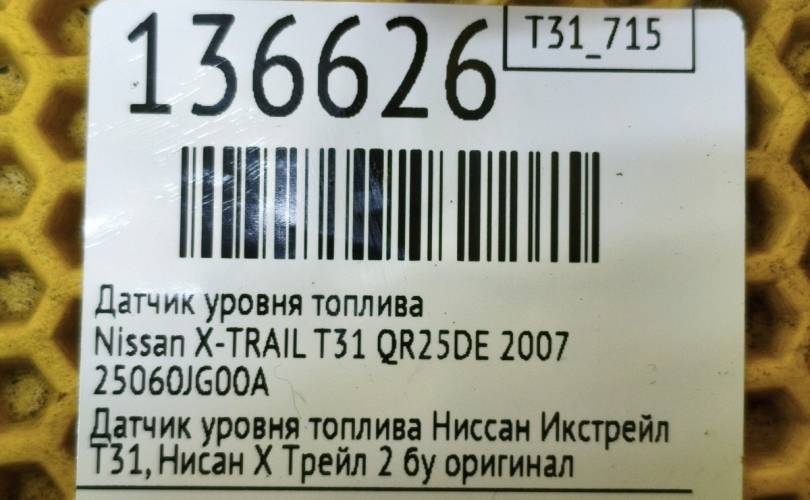 136626
T31_715
Датчик уровня топлива
Nissan X-TRAIL T31 QR25DE 2007
25060JG00A
Датчик уровня топлива Ниссан Икстрейл
Т31, Нисан Х Трейл 2 бу оригинал